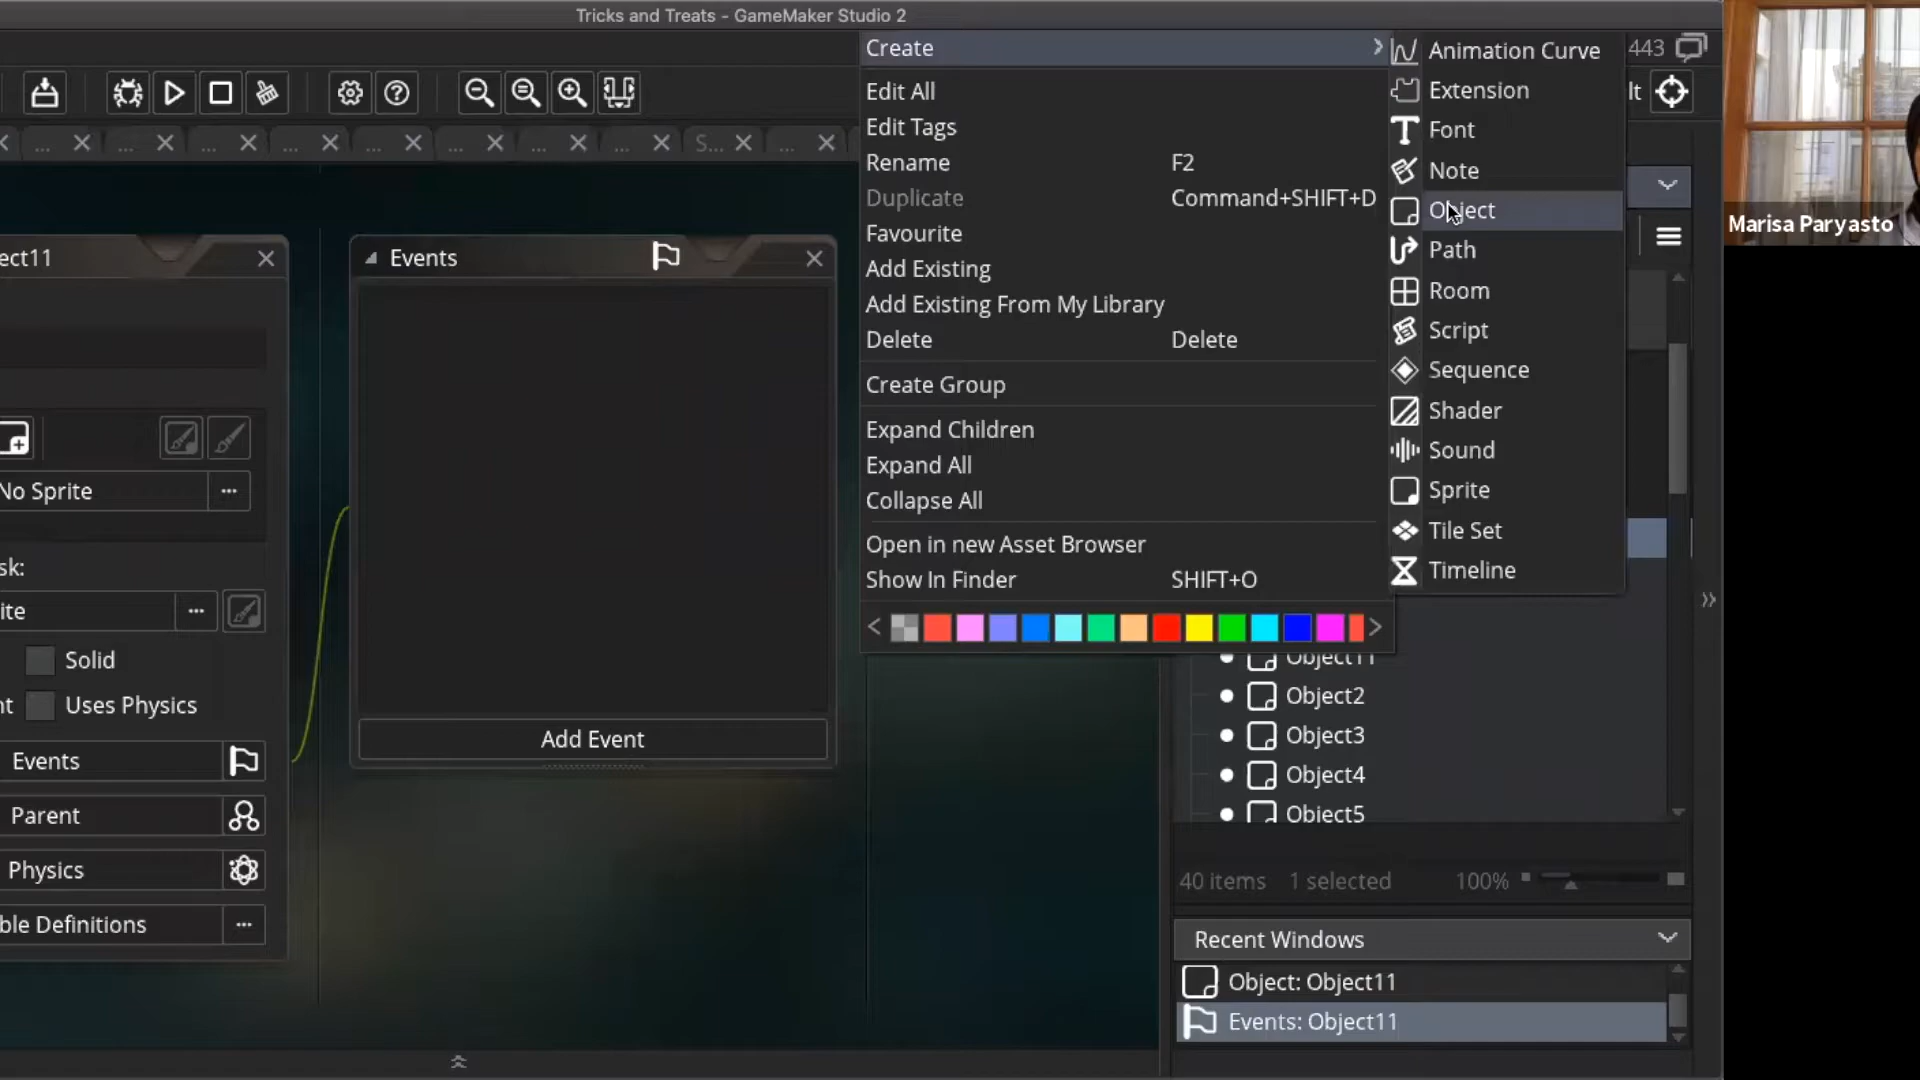 Tricks and Treats - GameMaker Studio 2
Create
Animation Curve
443
Edit All
Extension
lt
Edit Tags
Font
... ... ... ... ... ... ... ... S... ...
Rename F2
Note
Duplicate Command+SHIFT+D
Object
Marisa Paryasto
Favourite
Path
ect11
Events
Add Existing
Room
Add Existing From My Library
Script
Delete Delete
Sequence
Create Group
Shader
Expand Children
Sound
Expand All
No Sprite ...
Collapse All
Sprite
Open in new Asset Browser
Tile Set
sk:
Show In Finder SHIFT+O
Timeline
ite ...
Solid
Object11
nt
Uses Physics
Object2
Add Event
Object3
Events
Object4
Parent
Object5
Physics
40 items 1 selected 100%
ble Definitions ...
Recent Windows
Object: Object11
Events: Object11